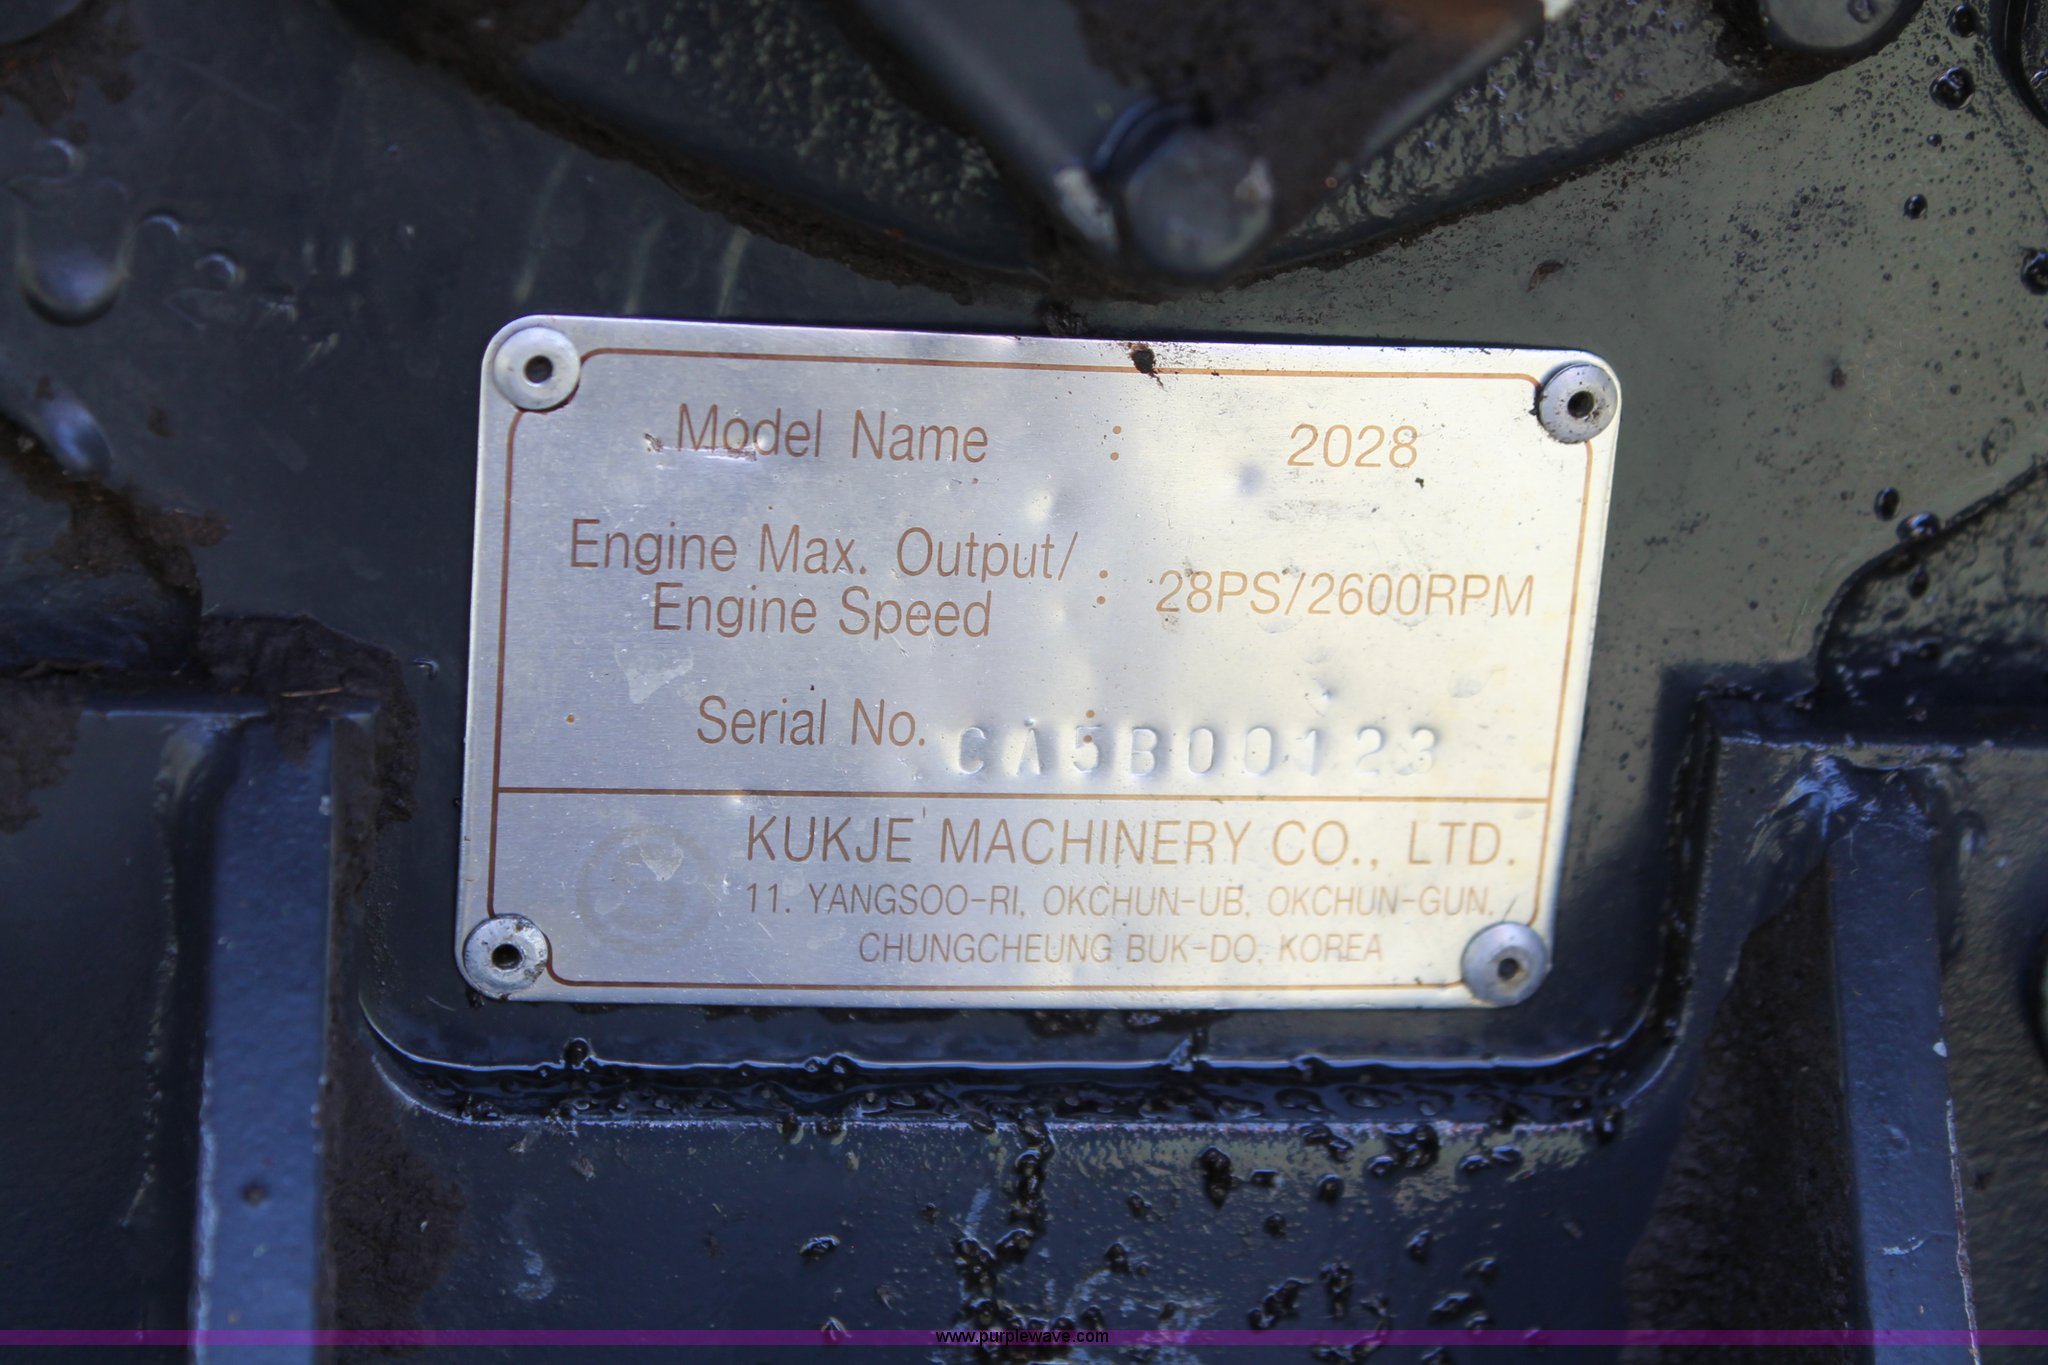 Model Name : 2028
Engine Max. Output/
Engine Speed : 28PS/2600RPM
Serial No. : CA5B00123
KUKJE MACHINERY CO., LTD.
11. YANGSOO-RI, OKCHUN-UB, OKCHUN-GUN,
CHUNGCHEUNG BUK-DO, KOREA
www.purplewave.com